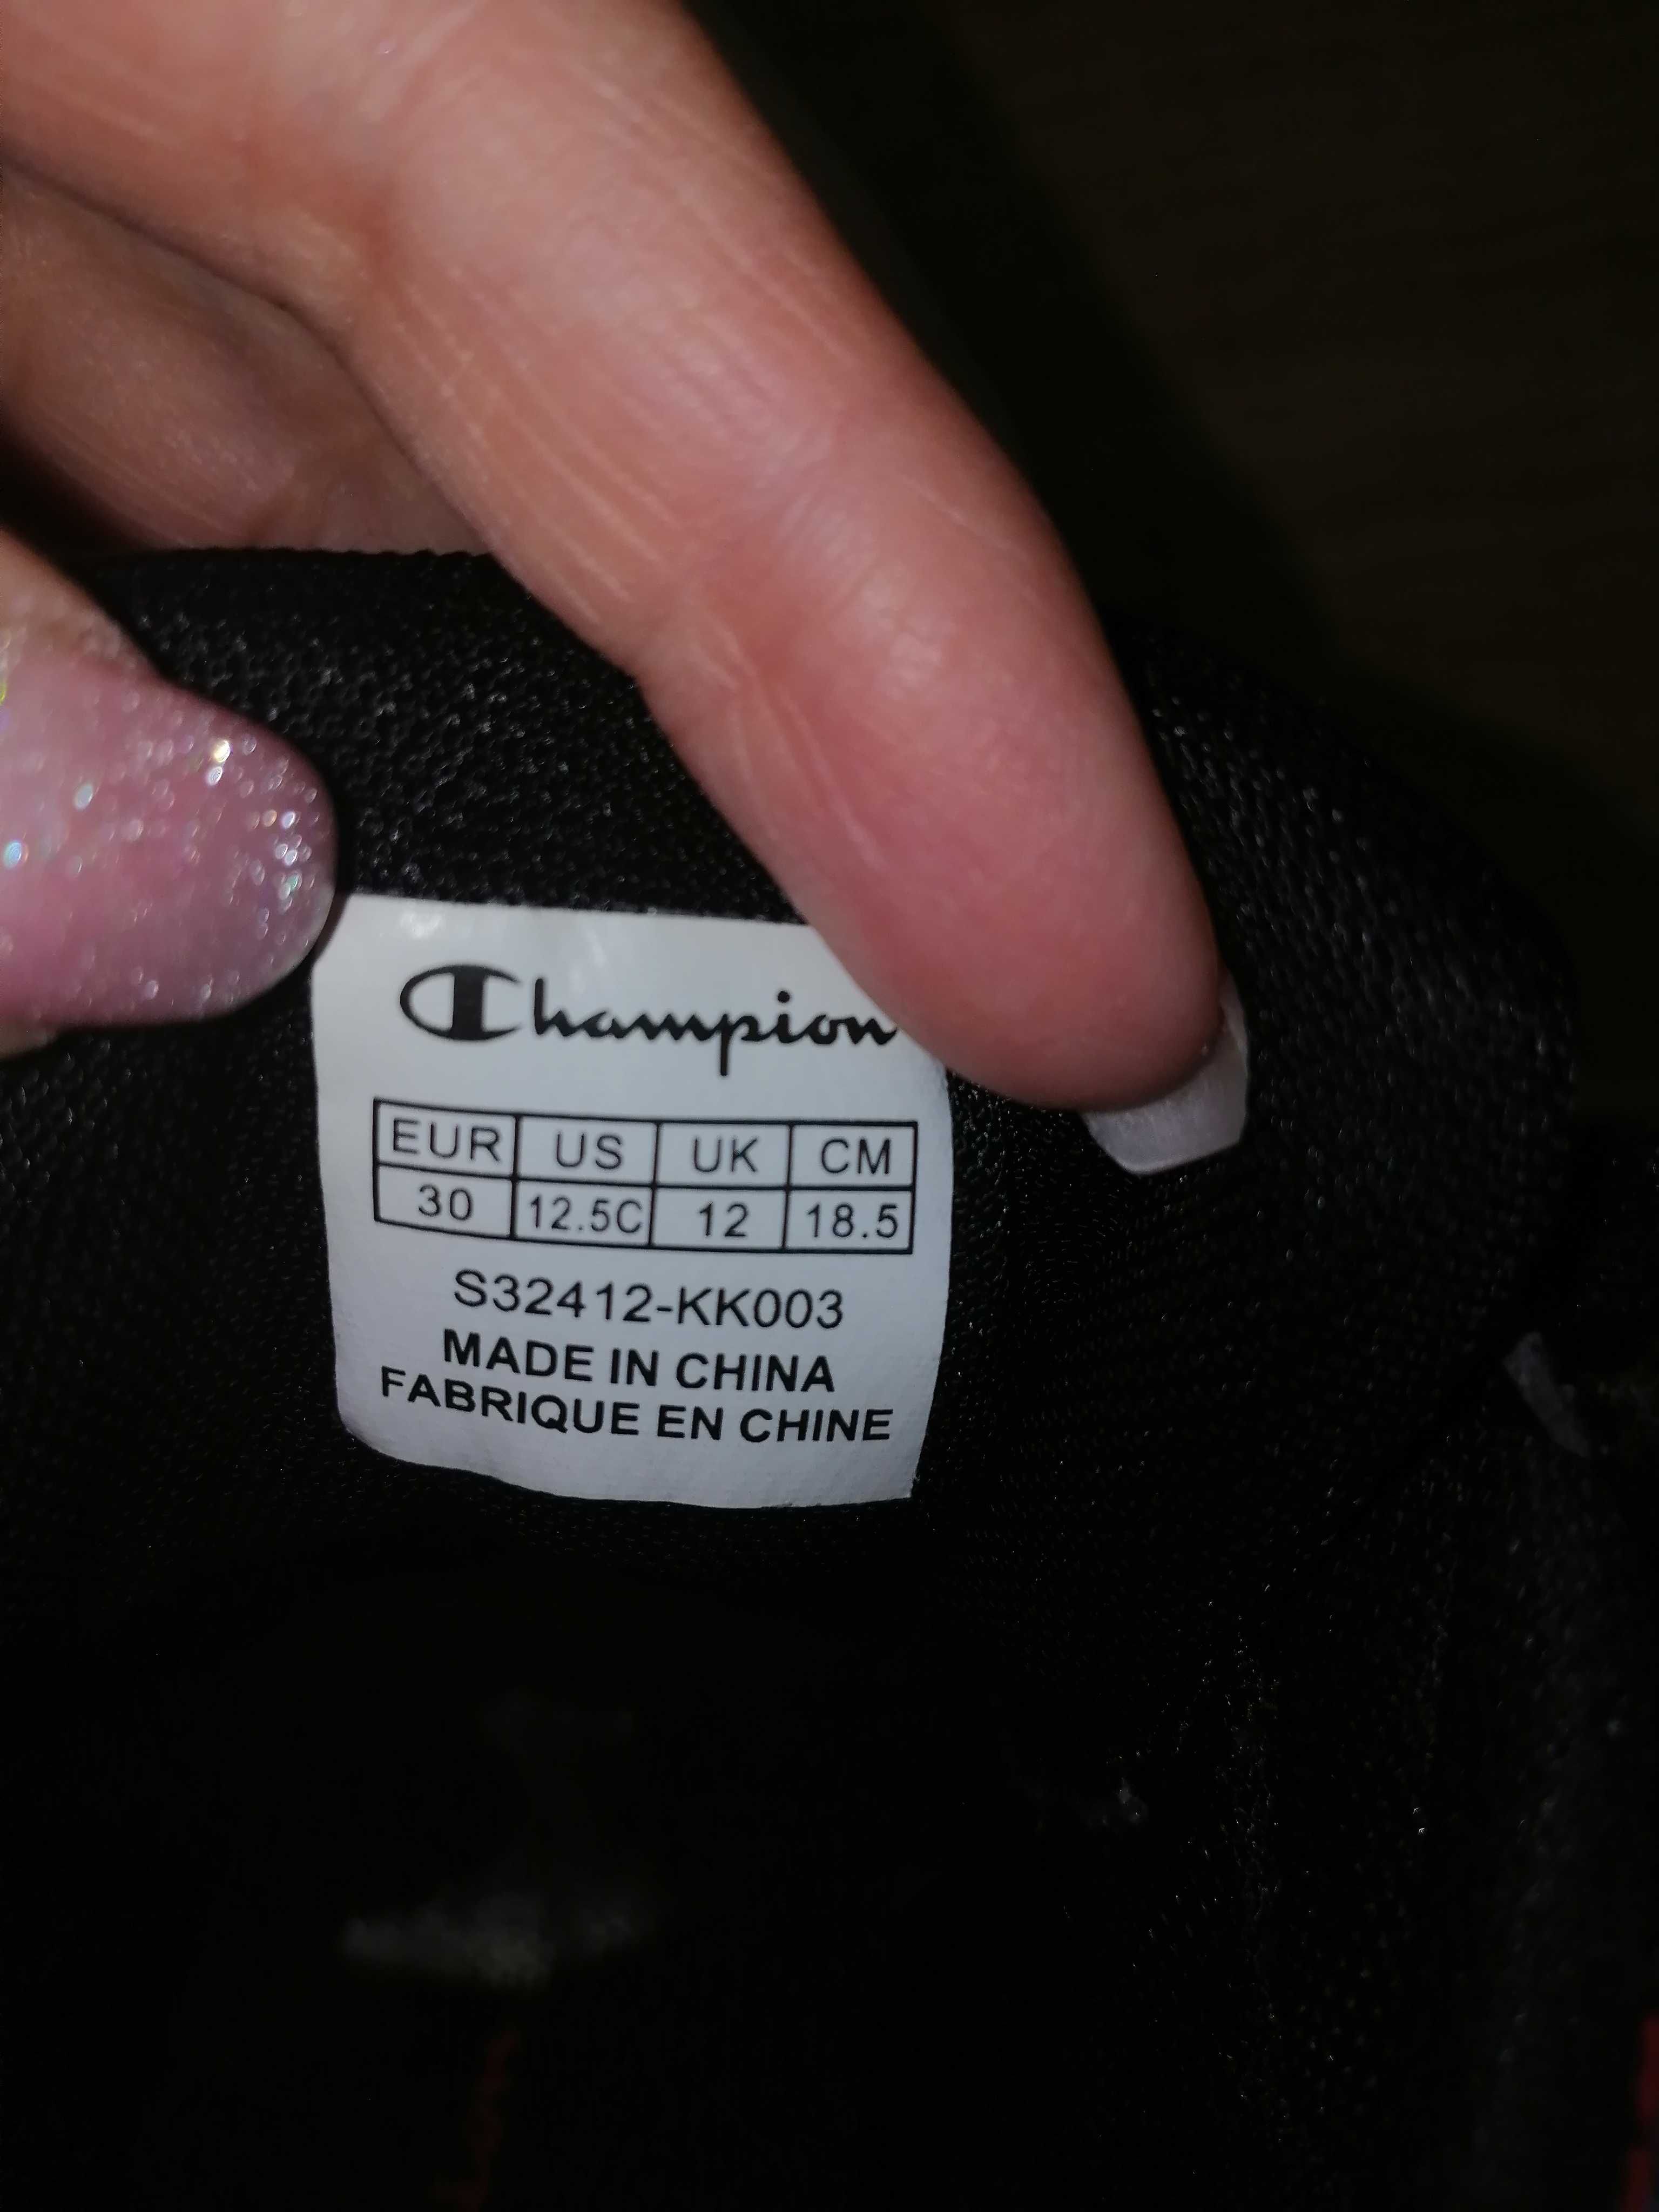 Champion
EUR US UK CM
30 12.5C 12 18.5
S32412-KK003
MADE IN CHINA
FABRIQUE EN CHINE